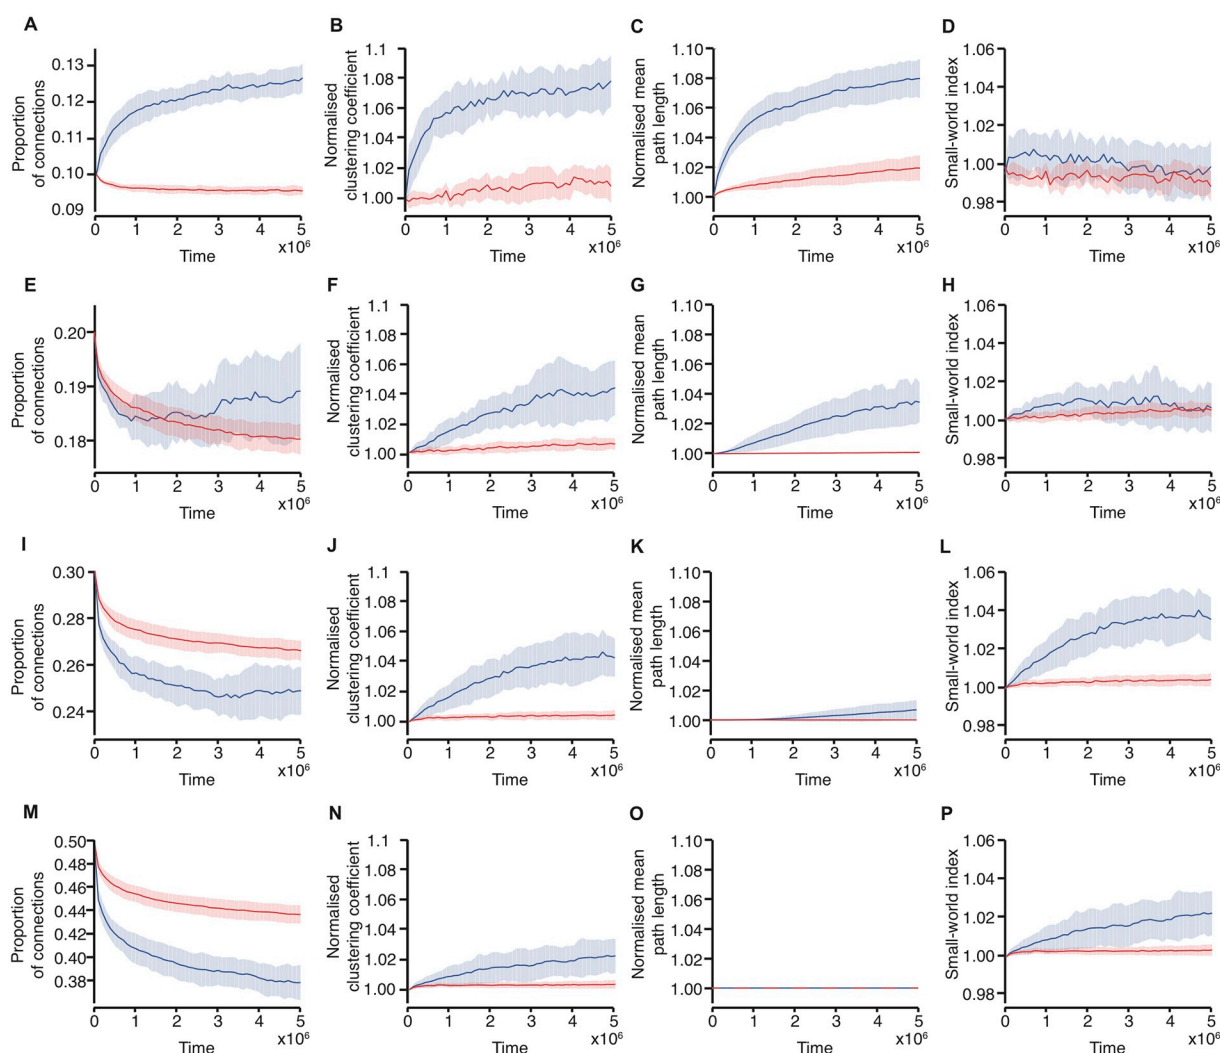 A
Proportion
of connections
0.13
0.12
0.11
0.10
0.09
0 1 2 3 4 5
x10⁶
Time
B
Normalised
clustering coefficient
1.1
1.08
1.06
1.04
1.02
1.00
0 1 2 3 4 5
x10⁶
Time
C
Normalised mean
path length
1.10
1.08
1.06
1.04
1.02
1.00
0 1 2 3 4 5
x10⁶
Time
D
Small-world index
1.06
1.04
1.02
1.00
0.98
0 1 2 3 4 5
x10⁶
Time
E
Proportion
of connections
0.20
0.19
0.18
0 1 2 3 4 5
x10⁶
Time
F
Normalised
clustering coefficient
1.1
1.08
1.06
1.04
1.02
1.00
0 1 2 3 4 5
x10⁶
Time
G
Normalised mean
path length
1.10
1.08
1.06
1.04
1.02
1.00
0 1 2 3 4 5
x10⁶
Time
H
Small-world index
1.06
1.04
1.02
1.00
0.98
0 1 2 3 4 5
x10⁶
Time
I
Proportion
of connections
0.30
0.28
0.26
0.24
0 1 2 3 4 5
x10⁶
Time
J
Normalised
clustering coefficient
1.1
1.08
1.06
1.04
1.02
1.00
0 1 2 3 4 5
x10⁶
Time
K
Normalised mean
path length
1.10
1.08
1.06
1.04
1.02
1.00
0 1 2 3 4 5
x10⁶
Time
L
Small-world index
1.06
1.04
1.02
1.00
0.98
0 1 2 3 4 5
x10⁶
Time
M
Proportion
of connections
0.50
0.48
0.46
0.44
0.42
0.40
0.38
0 1 2 3 4 5
x10⁶
Time
N
Normalised
clustering coefficient
1.1
1.08
1.06
1.04
1.02
1.00
0 1 2 3 4 5
x10⁶
Time
O
Normalised mean
path length
1.10
1.08
1.06
1.04
1.02
1.00
0 1 2 3 4 5
x10⁶
Time
P
Small-world index
1.06
1.04
1.02
1.00
0.98
0 1 2 3 4 5
x10⁶
Time